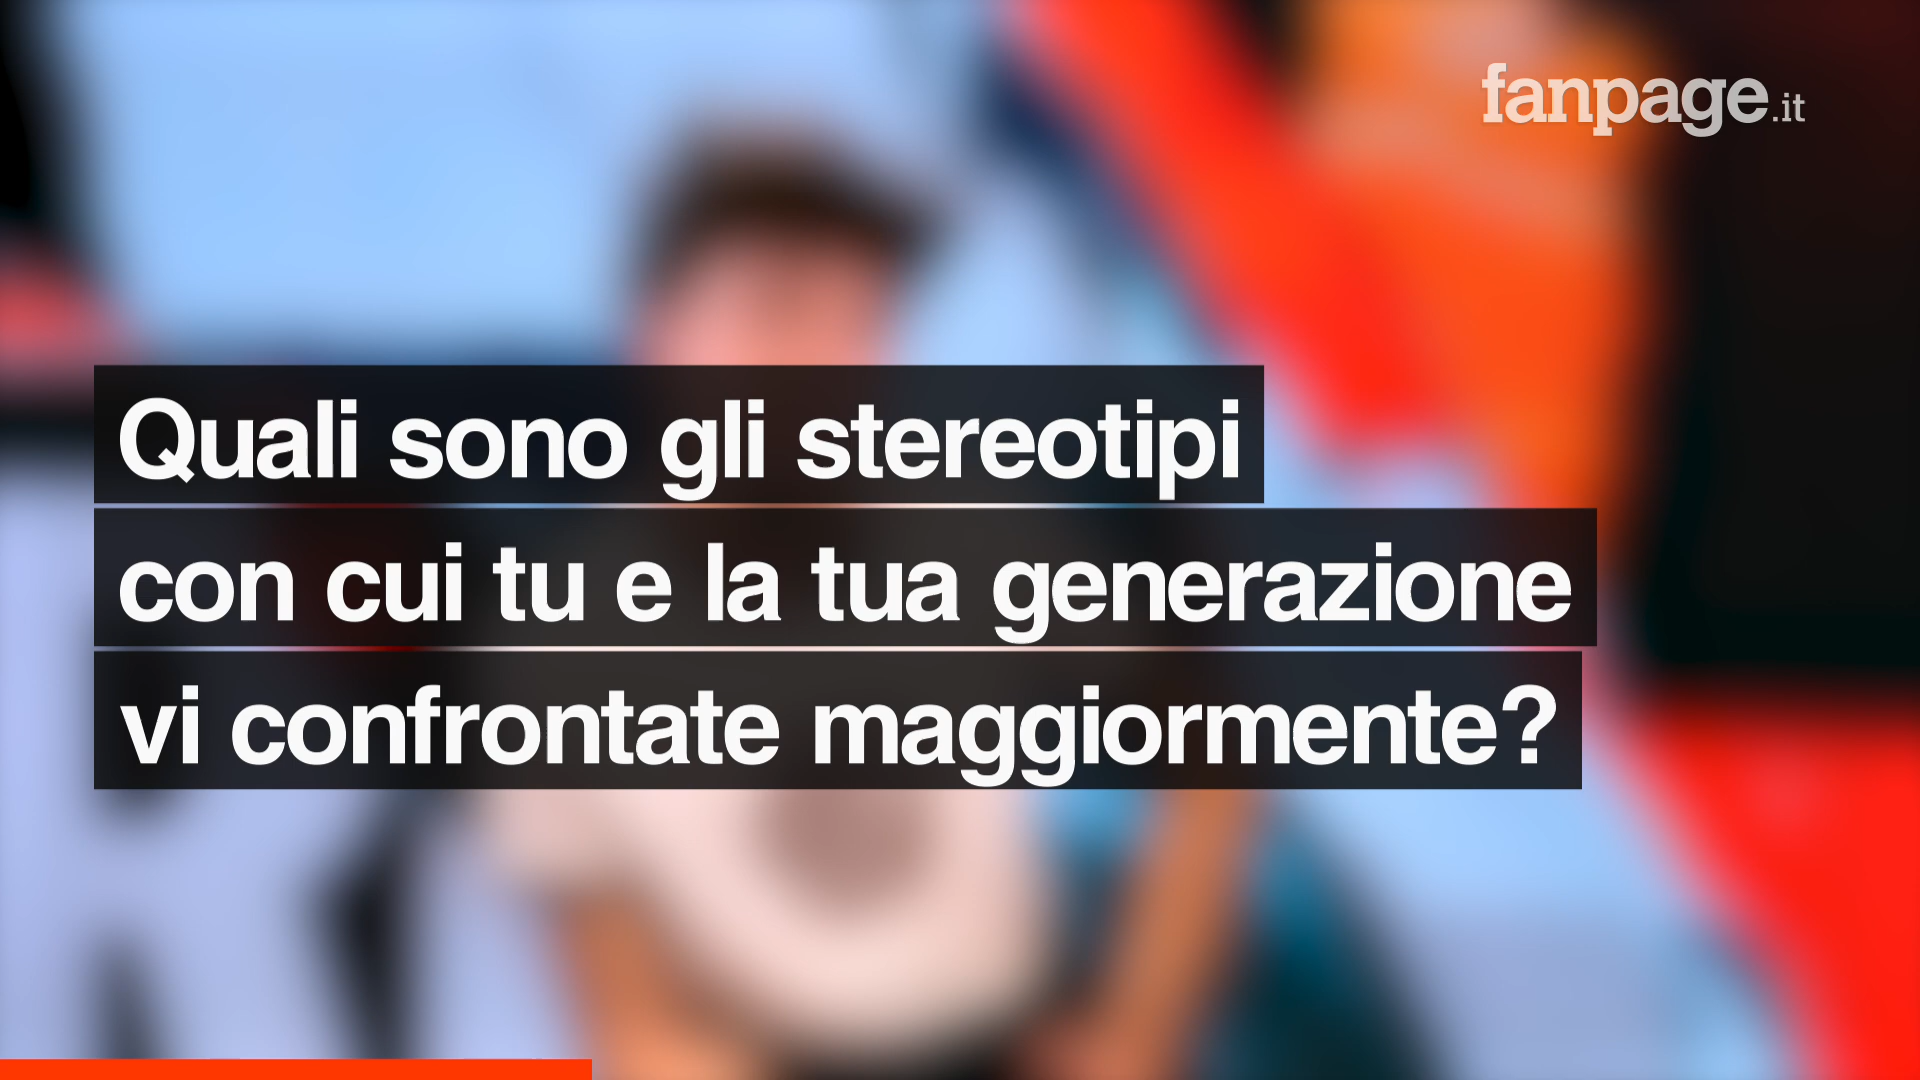 fanpage.it
Quali sono gli stereotipi
con cui tu e la tua generazione
vi confrontate maggiormente?